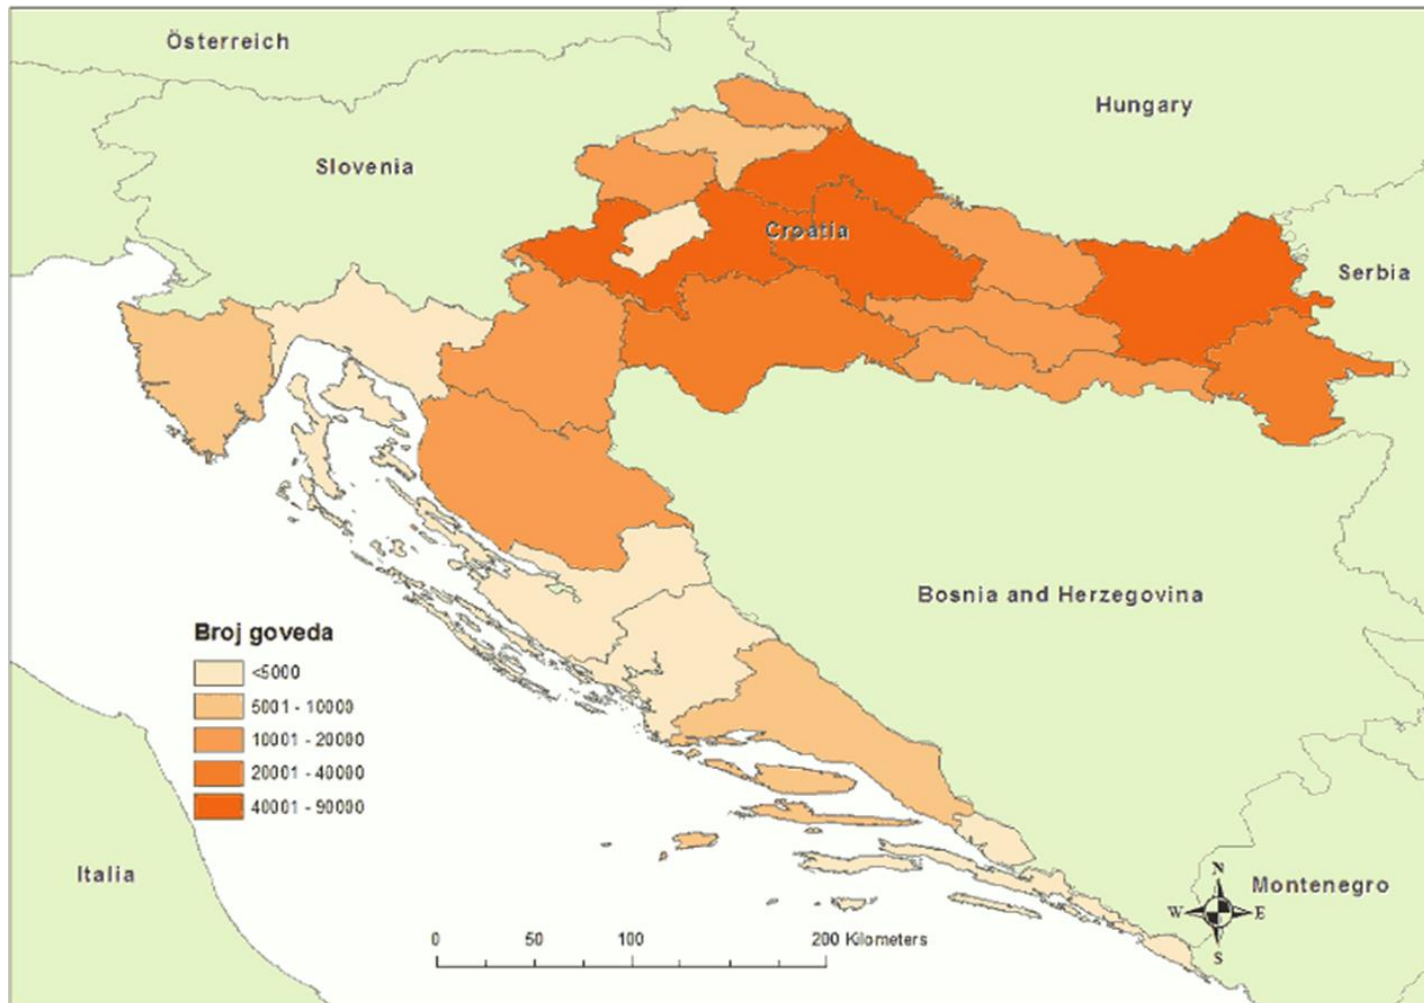 Österreich
Hungary
Slovenia
Croatia
Serbia
Bosnia and Herzegovina
Broj goveda
<5000
5001 - 10000
10001 - 20000
20001 - 40000
40001 - 90000
Italia
Montenegro
N
W E
S
0 50 100 200 Kilometers